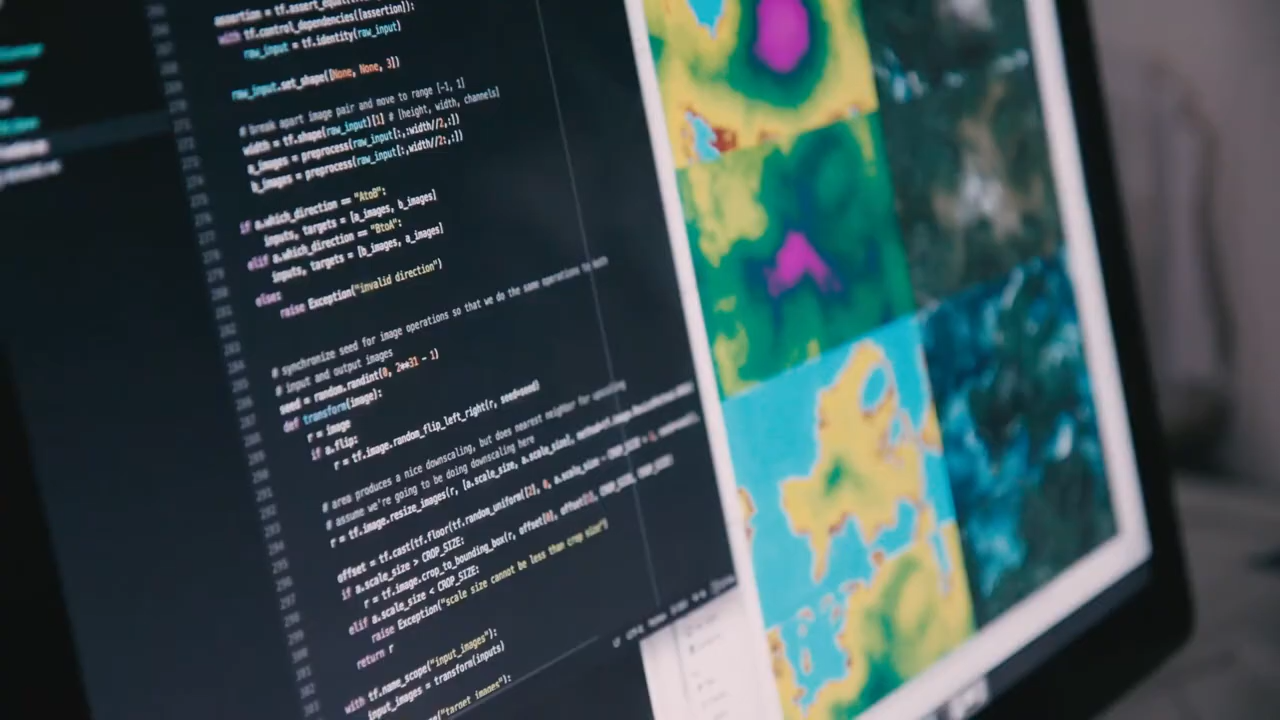 assertion = tf.assert_equal(
with tf.control_dependencies([assertion]):
raw_input = tf.identity(raw_input)
raw_input.set_shape([None, None, 3])
# break apart image pair and move to range [-1, 1]
width = tf.shape(raw_input)[1] # [height, width, channels]
a_images = preprocess(raw_input[:,:width//2,:])
b_images = preprocess(raw_input[:,width//2:,:])
if a.which_direction == "AtoB":
inputs, targets = [a_images, b_images]
elif a.which_direction == "BtoA":
inputs, targets = [b_images, a_images]
else:
raise Exception("invalid direction")
# synchronize seed for image operations so that we do the same operations to both
# input and output images
seed = random.randint(0, 2**31 - 1)
def transform(image):
r = image
if a.flip:
r = tf.image.random_flip_left_right(r, seed=seed)
# area produces a nice downscaling, but does nearest neighbor for upscaling
# assume we're going to be doing downscaling here
r = tf.image.resize_images(r, [a.scale_size, a.scale_size],
offset = tf.cast(tf.floor(tf.random_uniform([2], 0, a.scale_size - CROP_SIZE + 1,
if a.scale_size > CROP_SIZE:
r = tf.image.crop_to_bounding_box(r, offset[0], offset[1], CROP_SIZE, CROP_SIZE)
elif a.scale_size < CROP_SIZE:
raise Exception("scale size cannot be less than crop size")
return r
with tf.name_scope("input_images"):
input_images = transform(inputs)
"target_images"):